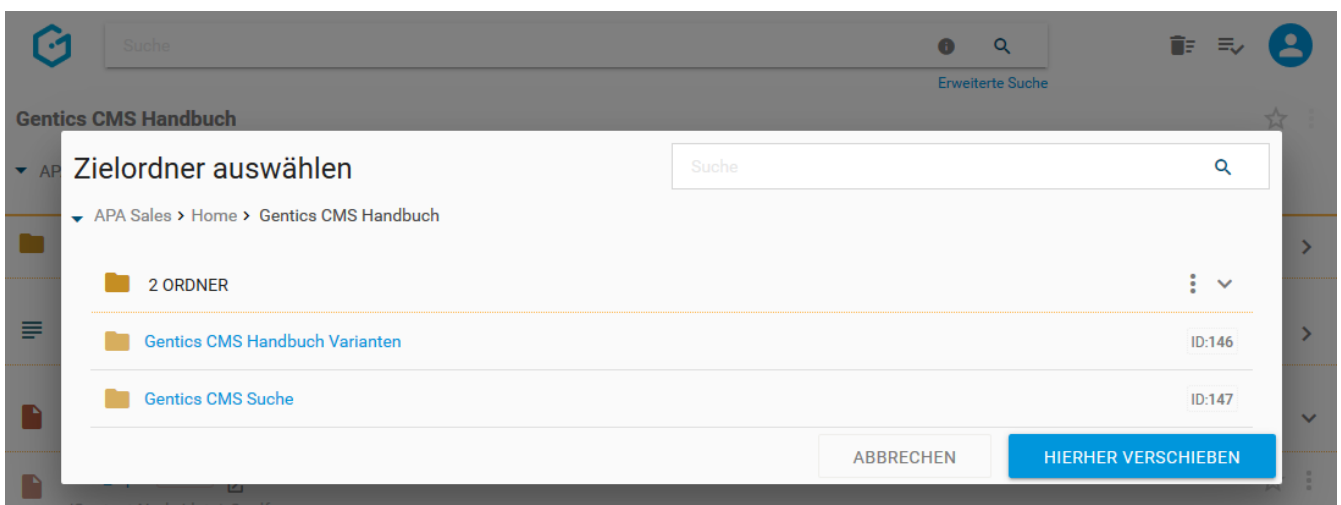 Suche
Erweiterte Suche
Gentics CMS Handbuch
AP
Zielordner auswählen
Suche
APA Sales > Home > Gentics CMS Handbuch
2 ORDNER
Gentics CMS Handbuch Varianten
ID:146
Gentics CMS Suche
ID:147
ABBRECHEN
HIERHER VERSCHIEBEN